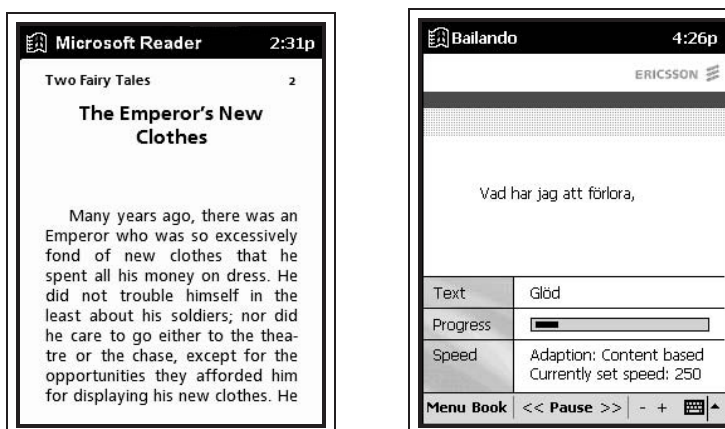 Microsoft Reader 2:31p
Two Fairy Tales 2
The Emperor's New
Clothes
Many years ago, there was an
Emperor who was so excessively
fond of new clothes that he
spent all his money on dress. He
did not trouble himself in the
least about his soldiers; nor did
he care to go either to the thea-
tre or the chase, except for the
opportunities they afforded him
for displaying his new clothes. He
Bailando 4:26p
ERICSSON
Vad har jag att förlora,
Text Glöd
Progress
Speed Adaption: Content based
Currently set speed: 250
Menu Book << Pause >> - +